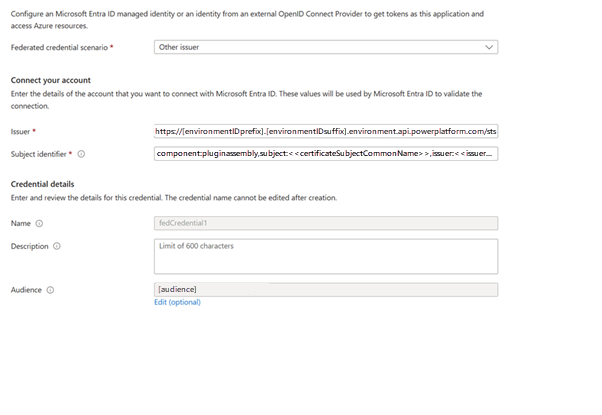 Configure an Microsoft Entra ID managed identity or an identity from an external OpenID Connect Provider to get tokens as this application and
access Azure resources.
Federated credential scenario *
Other issuer
Connect your account
Enter the details of the account that you want to connect with Microsoft Entra ID. These values will be used by Microsoft Entra ID to validate the
connection.
Issuer *
https://[environmentIDprefix].[environmentIDsuffix].environment.api.powerplatform.com/sts
Subject identifier *
component:pluginassembly,subject:<<certificateSubjectCommonName>>,issuer:<<issuer...
Credential details
Enter and review the details for this credential. The credential name cannot be edited after creation.
Name
fedCredential1
Description
Limit of 600 characters
Audience
[audience]
Edit (optional)